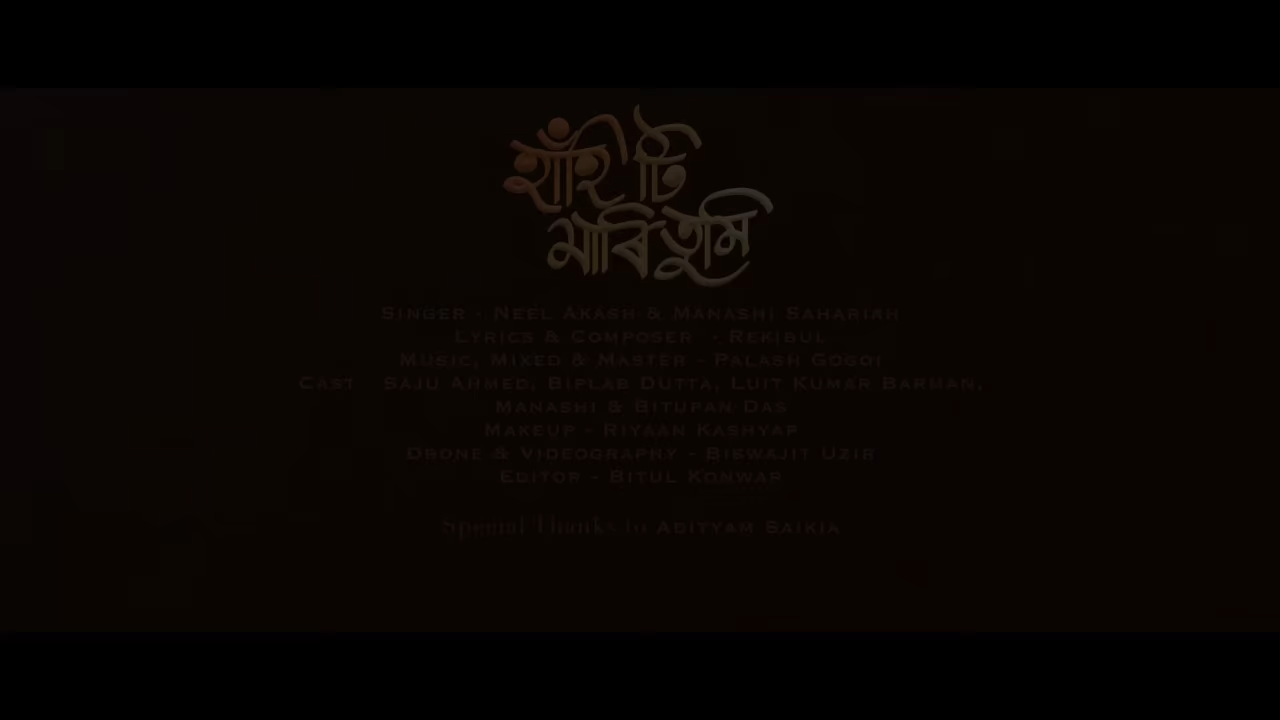 হাঁহি টি
মাৰি তুমি
SINGER - NEEL AKASH & MANASHI SAHARIAH
LYRICS & COMPOSER - REKIBUL
MUSIC, MIXED & MASTER - PALASH GOGOI
CAST SAJU AHMED, BIPLAB DUTTA, LUIT KUMAR BARMAN,
MANASHI & BITUPAN DAS
MAKEUP - RIYAAN KASHYAP
DRONE & VIDEOGRAPHY - BISWAJIT UZIR
EDITOR - BITUL KONWAR
Special Thanks to ADITYAM SAIKIA